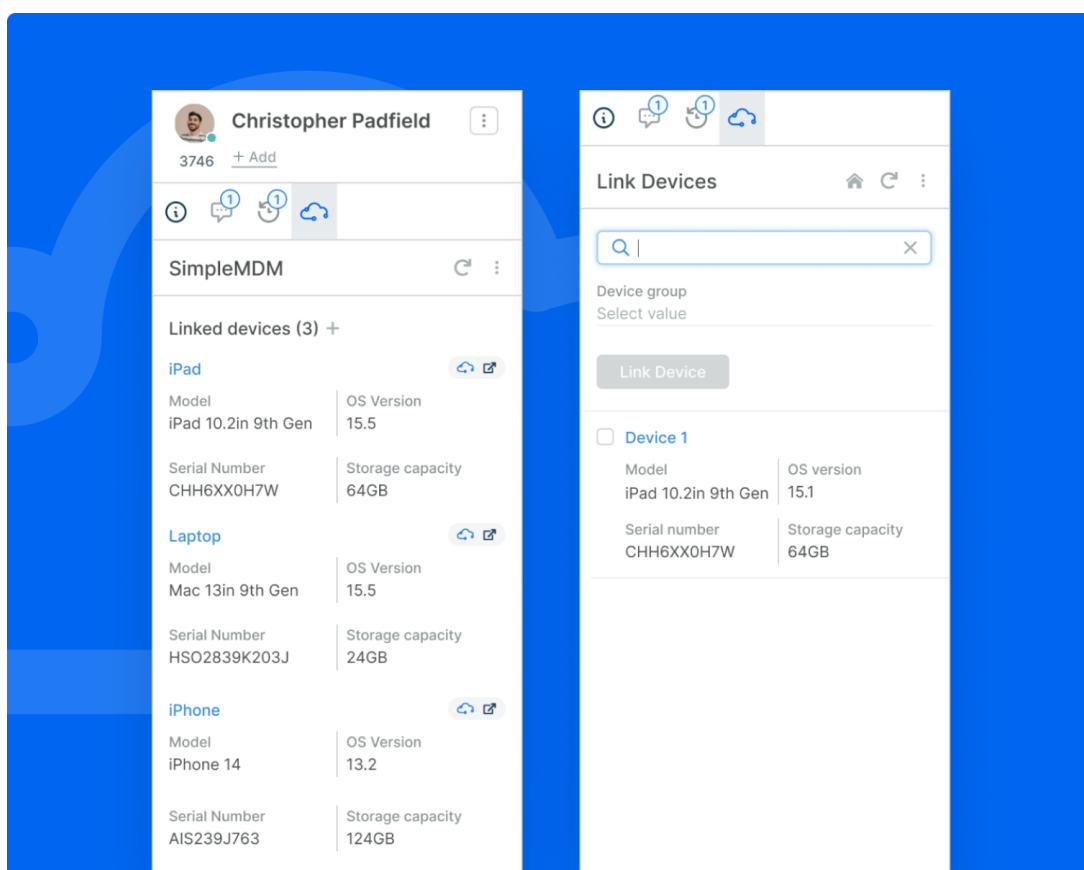 Christopher Padfield
3746 + Add
1 1
SimpleMDM
Linked devices (3) +
iPad
Model OS Version
iPad 10.2in 9th Gen 15.5
Serial Number Storage capacity
CHH6XX0H7W 64GB
Laptop
Model OS Version
Mac 13in 9th Gen 15.5
Serial Number Storage capacity
HSO2839K203J 24GB
iPhone
Model OS Version
iPhone 14 13.2
Serial Number Storage capacity
AIS239J763 124GB
1 1
Link Devices
Device group
Select value
Link Device
Device 1
Model OS version
iPad 10.2in 9th Gen 15.1
Serial number Storage capacity
CHH6XX0H7W 64GB